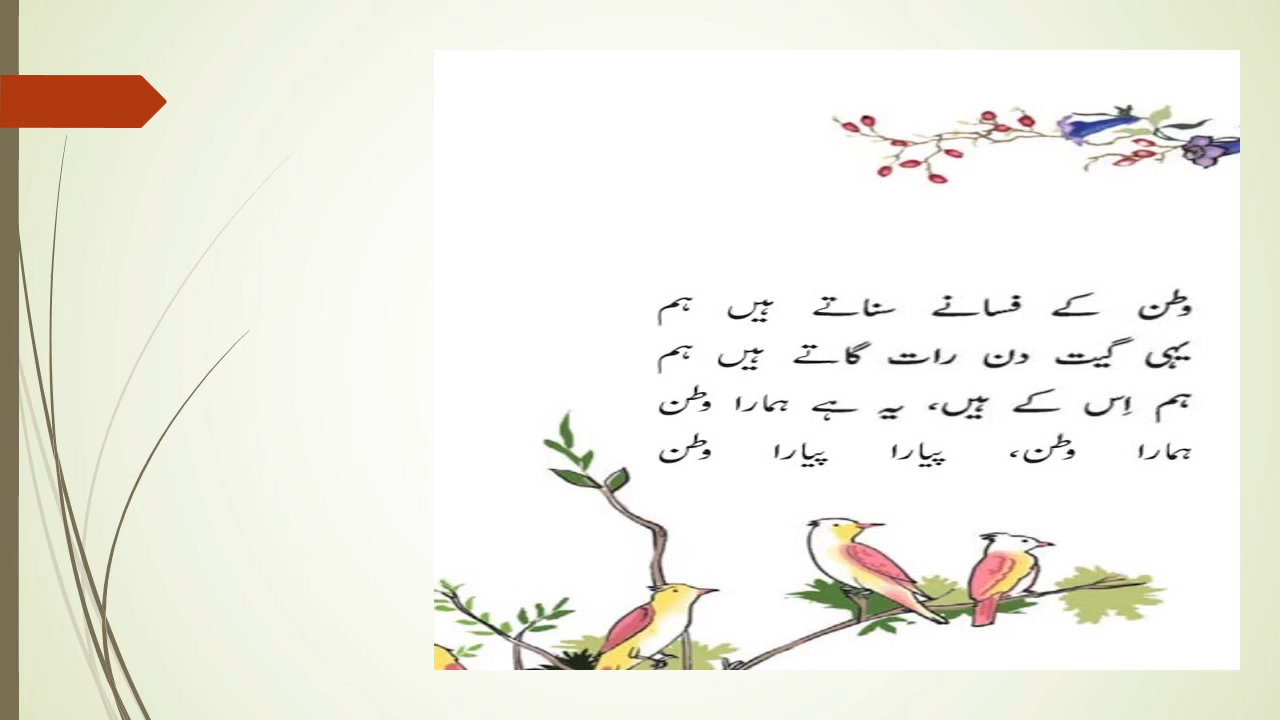 وطن کے فسانے سناتے ہیں ہم
یہی گیت دن رات گاتے ہیں ہم
ہم اِس کے ہیں، یہ ہے ہمارا وطن
ہمارا وطن، پیارا پیارا وطن